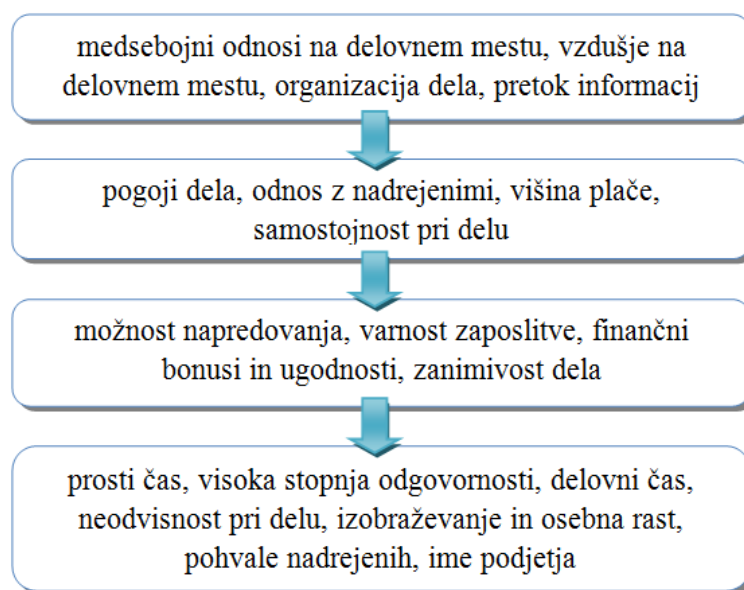 medsebojni odnosi na delovnem mestu, vzdušje na
delovnem mestu, organizacija dela, pretok informacij
pogoji dela, odnos z nadrejenimi, višina plače,
samostojnost pri delu
možnost napredovanja, varnost zaposlitve, finančni
bonusi in ugodnosti, zanimivost dela
prosti čas, visoka stopnja odgovornosti, delovni čas,
neodvisnost pri delu, izobraževanje in osebna rast,
pohvale nadrejenih, ime podjetja